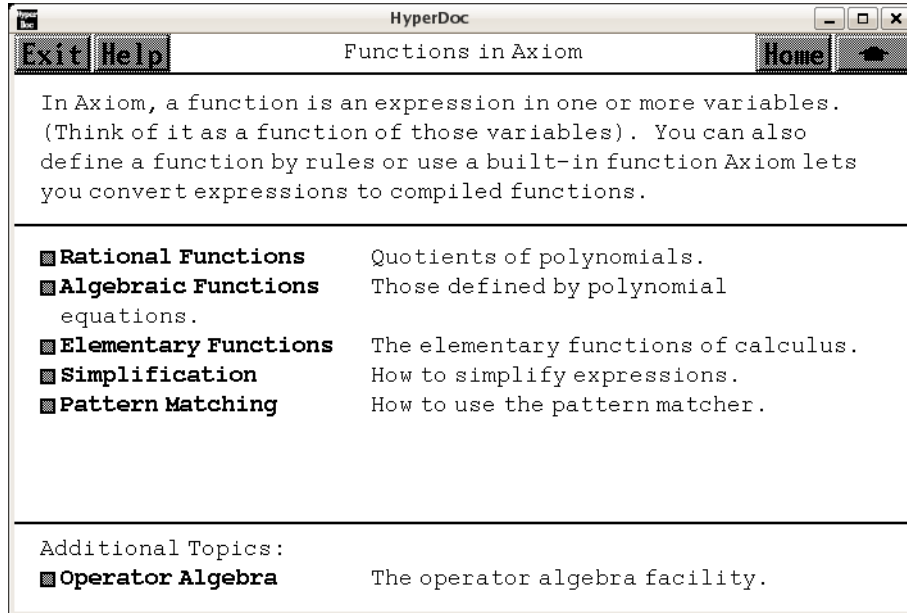 Hyper Doc
HyperDoc
Exit Help Functions in Axiom Home
In Axiom, a function is an expression in one or more variables.
(Think of it as a function of those variables). You can also
define a function by rules or use a built-in function Axiom lets
you convert expressions to compiled functions.
Rational Functions Quotients of polynomials.
Algebraic Functions Those defined by polynomial
equations.
Elementary Functions The elementary functions of calculus.
Simplification How to simplify expressions.
Pattern Matching How to use the pattern matcher.
Additional Topics:
Operator Algebra The operator algebra facility.